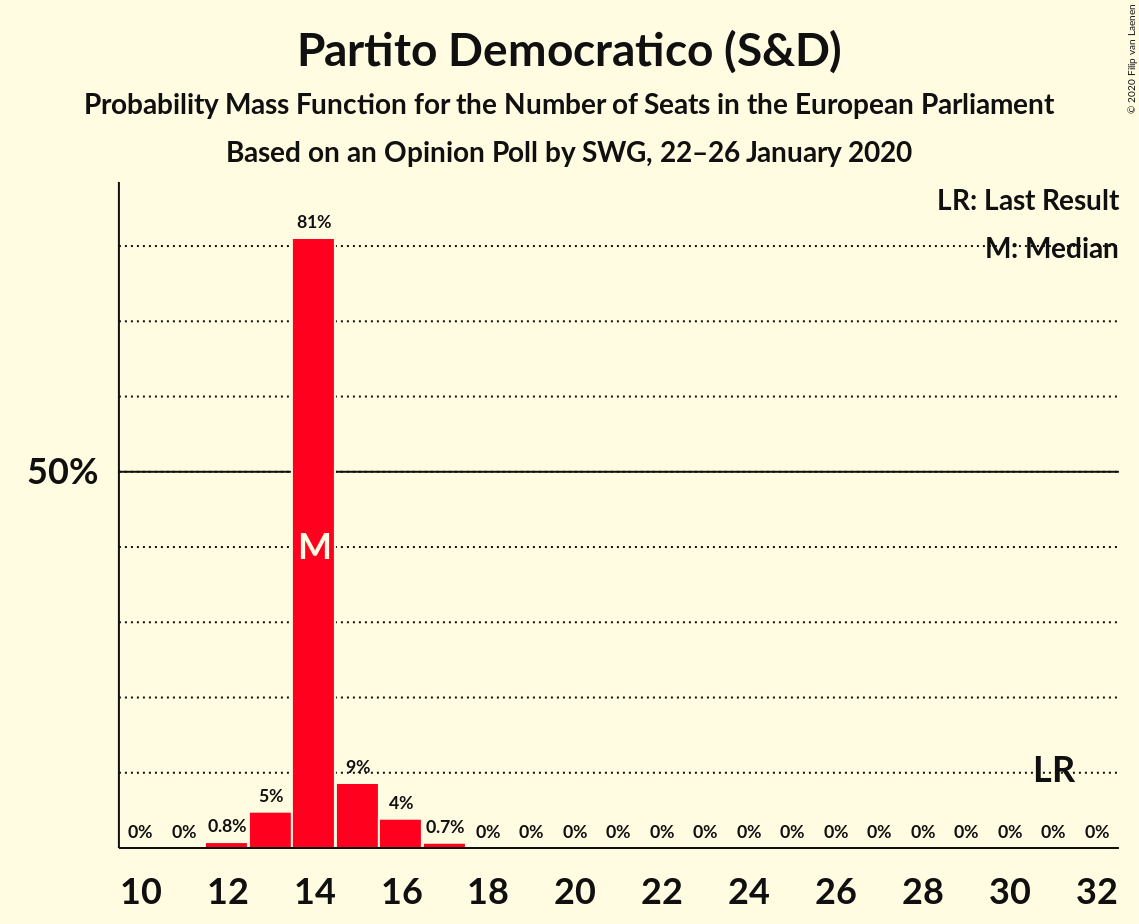 © 2020 Filip van Laenen
Partito Democratico (S&D)
Probability Mass Function for the Number of Seats in the European Parliament
Based on an Opinion Poll by SWG, 22–26 January 2020
LR: Last Result
M: Median
81%
50%
M
LR
0% 0% 0.8% 5% 9% 4% 0.7% 0% 0% 0% 0% 0% 0% 0% 0% 0% 0% 0% 0% 0% 0% 0%
10 12 14 16 18 20 22 24 26 28 30 32